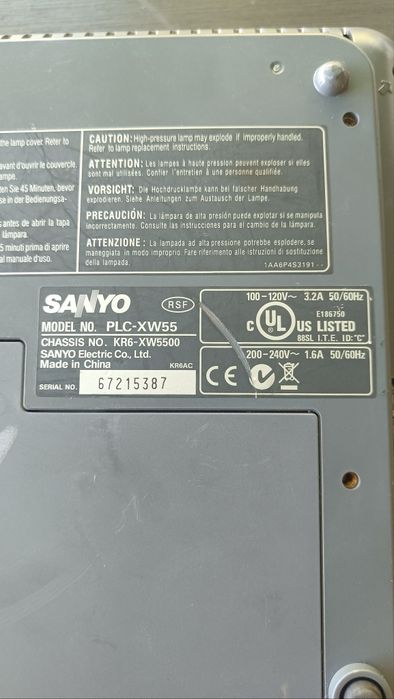 the lamp cover. Refer to
avant d'ouvrir le couvercle.
lampe.
ten Sie 45 Minuten, bevor
se in der Bedienungsa-
antes de abrir la tapa
lámpara.
5 minuti prima di aprire
al manuale d'uso.
CAUTION: High-pressure lamp may explode if improperly handled.
Refer to lamp replacement instructions.
ATTENTION: Les lampes à haute pression peuvent exploser si elles
sont mal utilisées. Confier l'entretien à une personne qualifiée.
VORSICHT: Die Hochdrucklampe kann bei falscher Handhabung
explodieren. Siehe Anleitungen zum Austausch der Lampe.
PRECAUCIÓN: La lámpara de alta presión puede explotar si se manipula
incorrectamente. Consulte las instrucciones para el cambio de la lámpara.
ATTENZIONE: La lampada ad alta pressione potrebbe esplodere, se
maneggiata in modo improprio. Fare riferimento alle istruzioni di sostituzione
della lampada.
1AA6P4S3191--
SANYO
RSF
MODEL NO. PLC-XW55
CHASSIS NO. KR6-XW5500
SANYO Electric Co., Ltd.
Made in China
KR6AC
SERIAL NO. 67215387
100-120V~ 3.2A 50/60Hz
E186750
C UL US LISTED
88SL I.T.E. ID:"C"
200-240V~ 1.6A 50/60Hz
CE